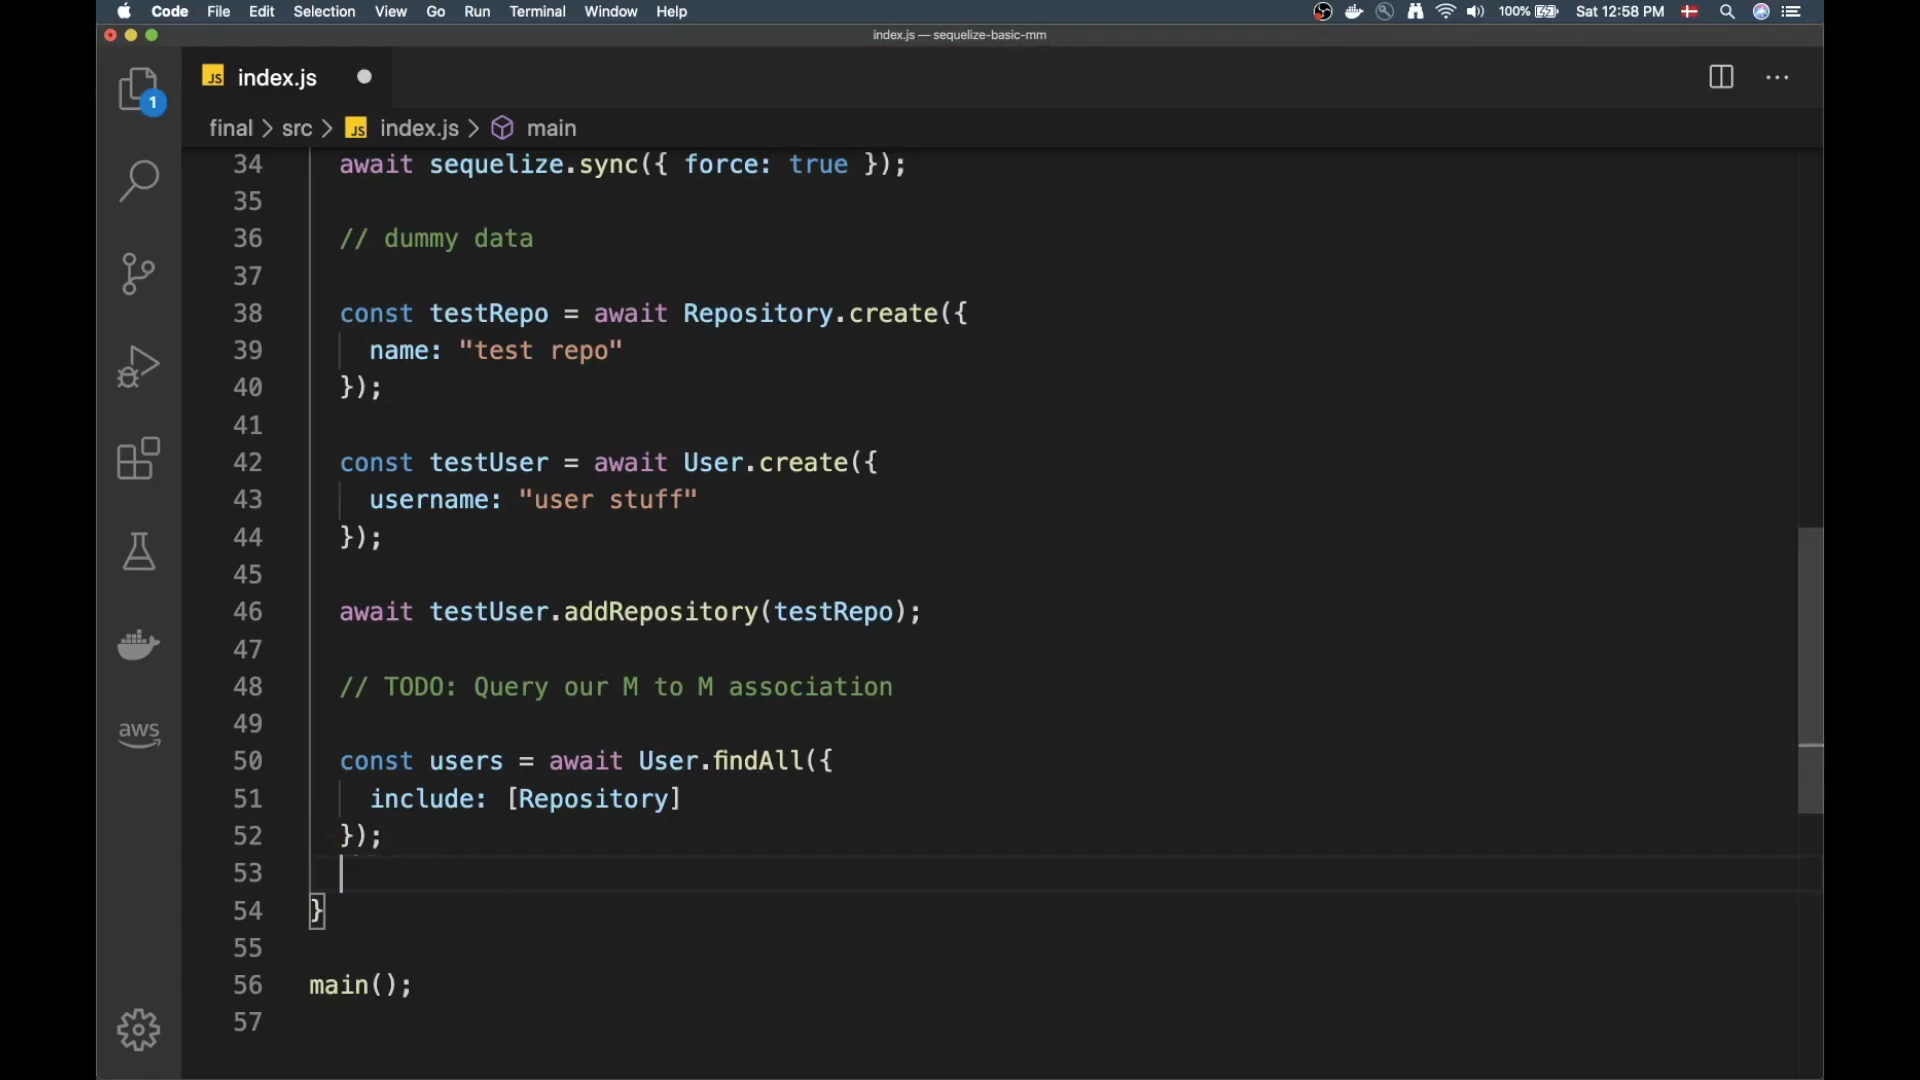 Code File Edit Selection View Go Run Terminal Window Help 100% Sat 12:58 PM
index.js — sequelize-basic-mm
JS index.js
1
final > src > JS index.js > main
34 await sequelize.sync({ force: true });
35
36 // dummy data
37
38 const testRepo = await Repository.create({
39 name: "test repo"
40 });
41
42 const testUser = await User.create({
43 username: "user stuff"
44 });
45
46 await testUser.addRepository(testRepo);
47
48 // TODO: Query our M to M association
49
50 const users = await User.findAll({
51 include: [Repository]
52 });
53
54 }
55
56 main();
57
aws